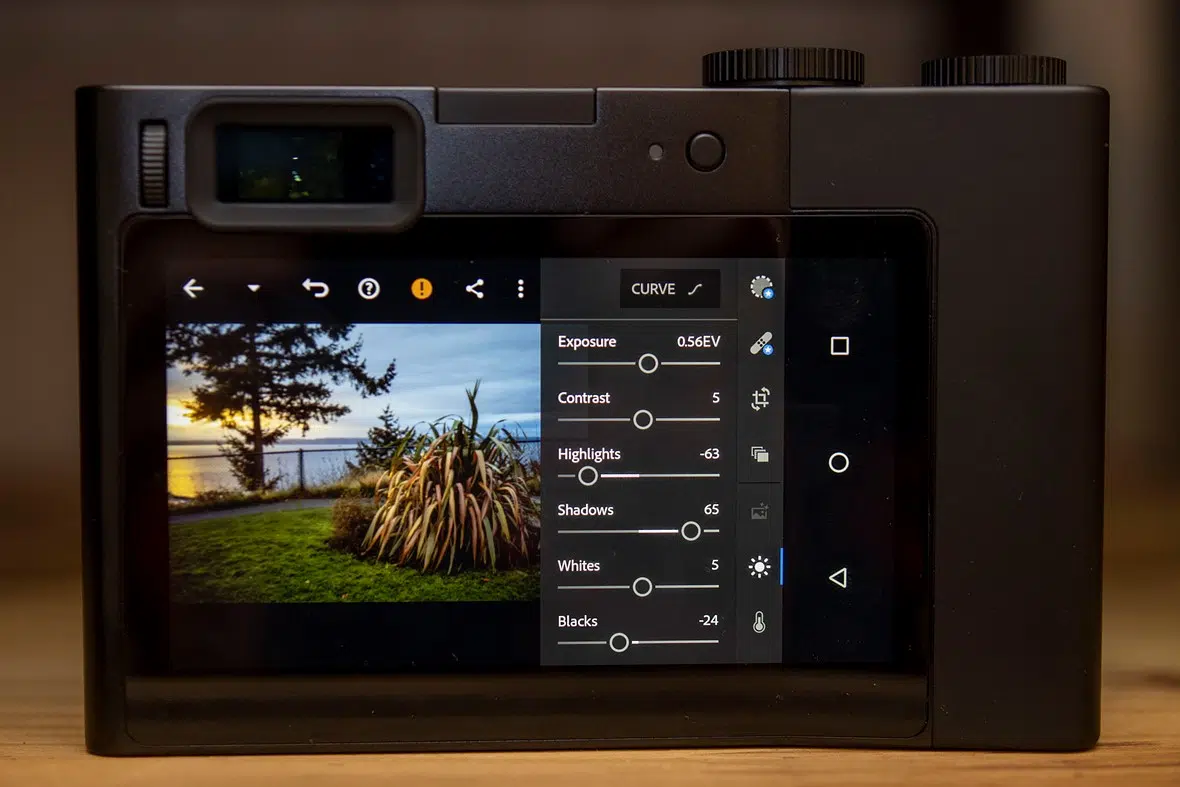 CURVE
Exposure 0.56EV
Contrast 5
Highlights -63
Shadows 65
Whites 5
Blacks -24